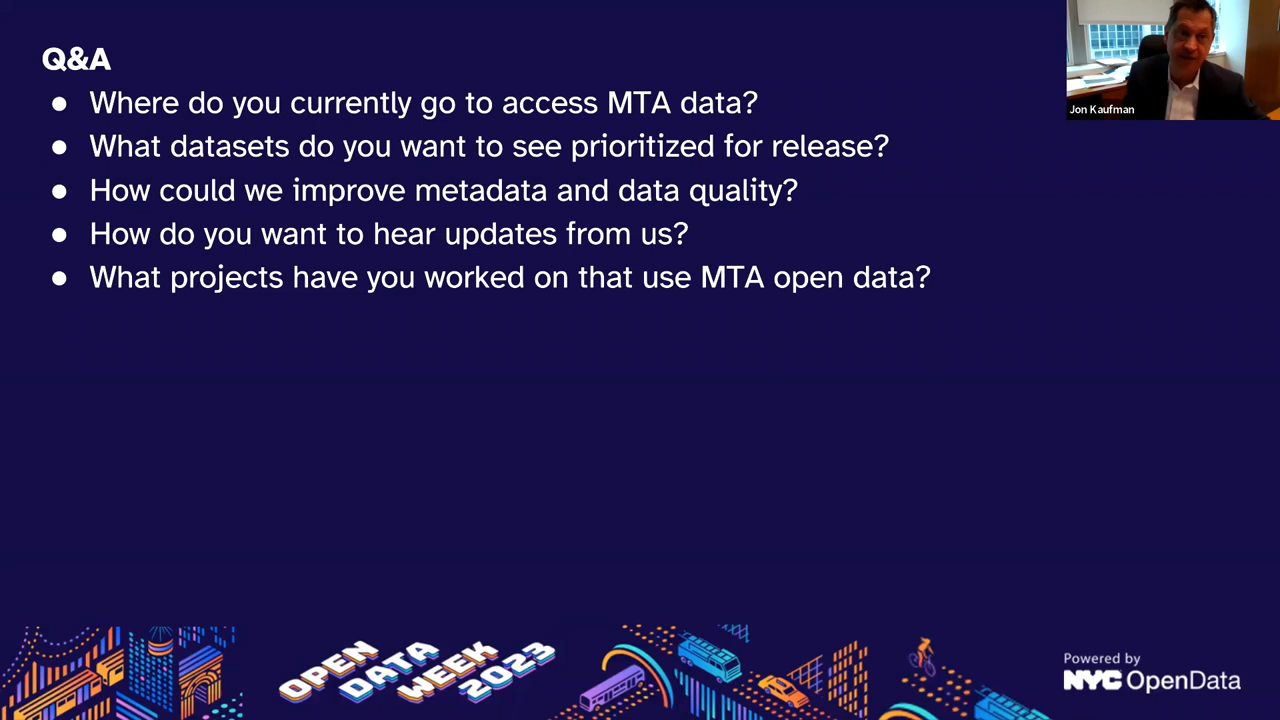 Q&A
● Where do you currently go to access MTA data?
● What datasets do you want to see prioritized for release?
● How could we improve metadata and data quality?
● How do you want to hear updates from us?
● What projects have you worked on that use MTA open data?
Jon Kaufman
OPEN
DATA
WEEK
2023
Powered by
NYC OpenData